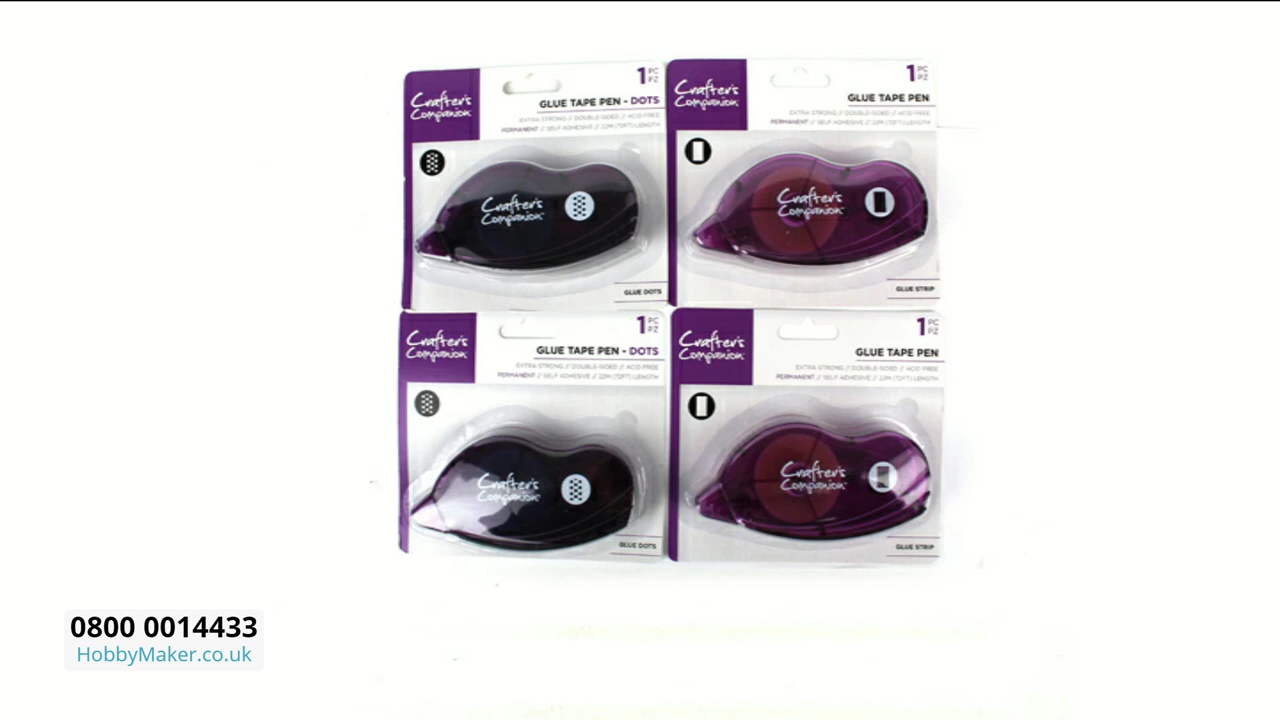 Crafter's
Companion
1 PC
PZ
GLUE TAPE PEN - DOTS
EXTRA STRONG // DOUBLE-SIDED // ACID FREE
PERMANENT // SELF ADHESIVE // 22M (72FT) LENGTH
Crafter's
Companion
GLUE DOTS
Crafter's
Companion
1 PC
PZ
GLUE TAPE PEN
EXTRA STRONG // DOUBLE-SIDED // ACID FREE
PERMANENT // SELF ADHESIVE // 22M (72FT) LENGTH
Crafter's
Companion
GLUE STRIP
Crafter's
Companion
1 PC
PZ
GLUE TAPE PEN - DOTS
EXTRA STRONG // DOUBLE-SIDED // ACID FREE
PERMANENT // SELF ADHESIVE // 22M (72FT) LENGTH
Crafter's
Companion
GLUE DOTS
Crafter's
Companion
1 PC
PZ
GLUE TAPE PEN
EXTRA STRONG // DOUBLE-SIDED // ACID FREE
PERMANENT // SELF ADHESIVE // 22M (72FT) LENGTH
Crafter's
Companion
GLUE STRIP
0800 0014433
HobbyMaker.co.uk